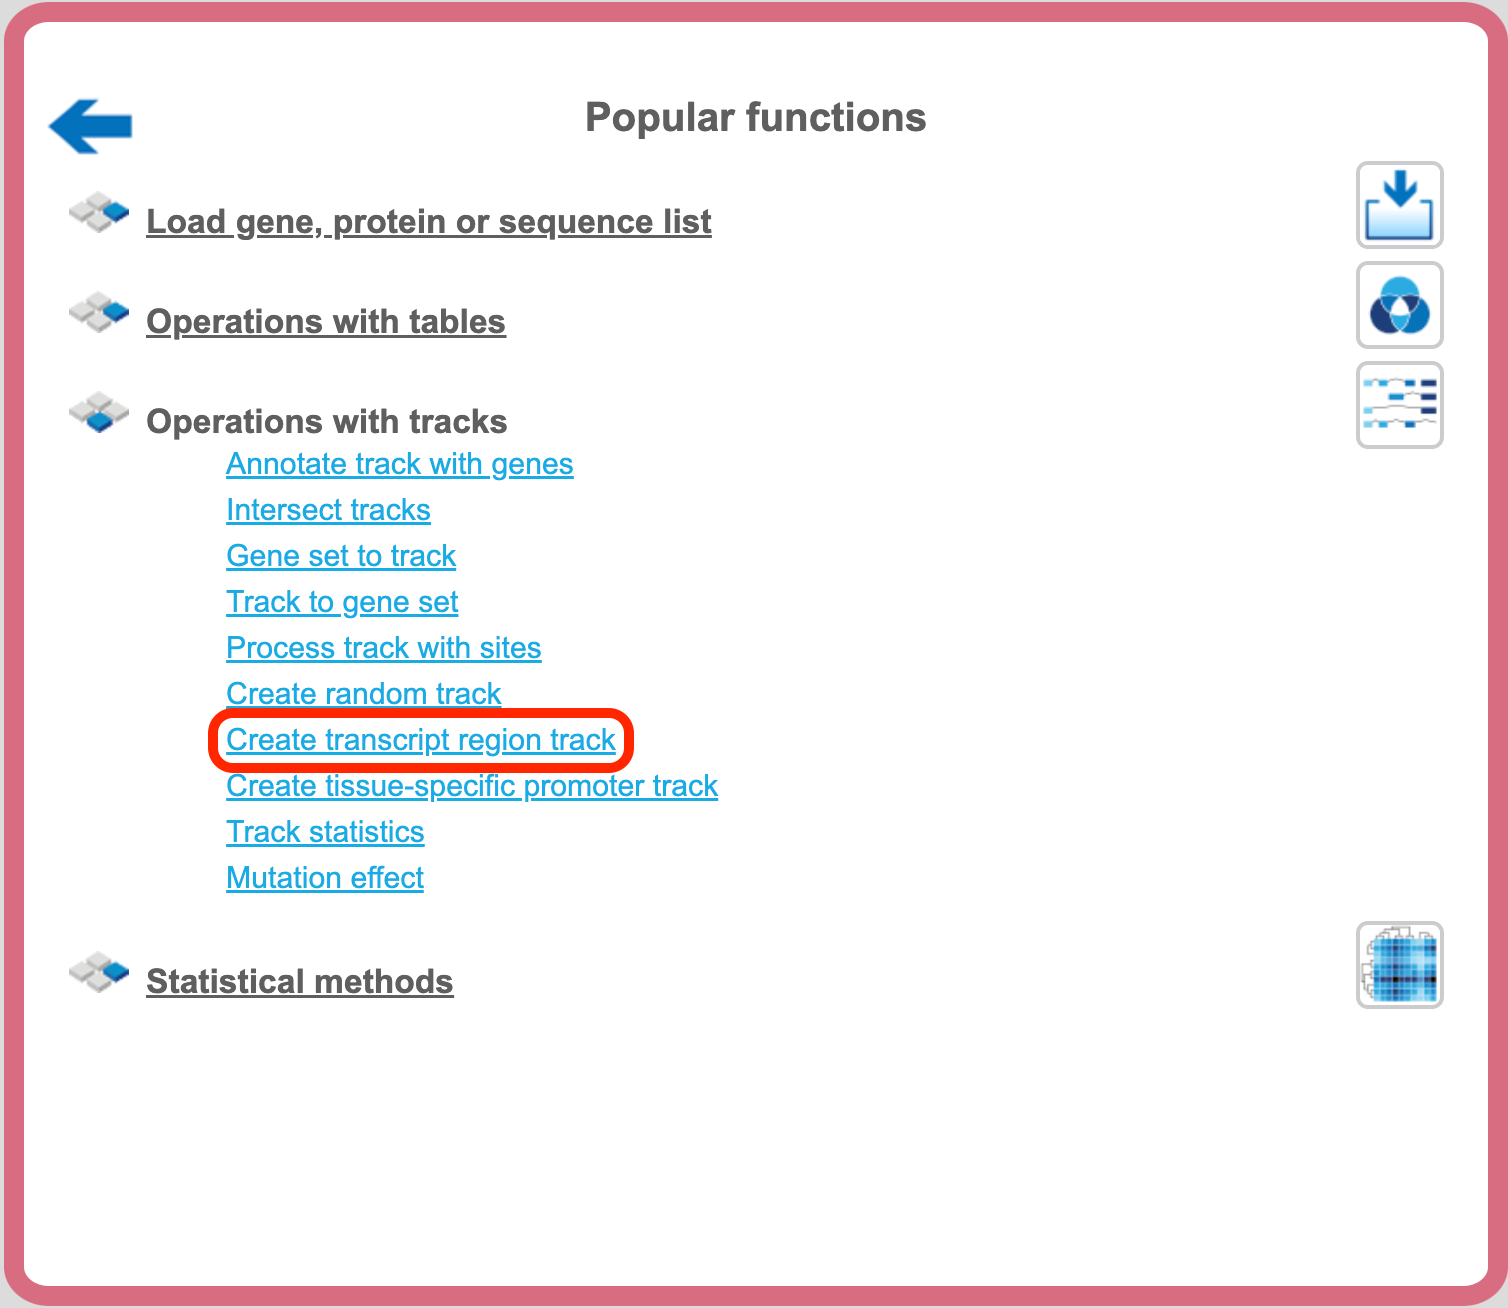 Popular functions
Load gene, protein or sequence list
Operations with tables
Operations with tracks
Annotate track with genes
Intersect tracks
Gene set to track
Track to gene set
Process track with sites
Create random track
Create transcript region track
Create tissue-specific promoter track
Track statistics
Mutation effect
Statistical methods